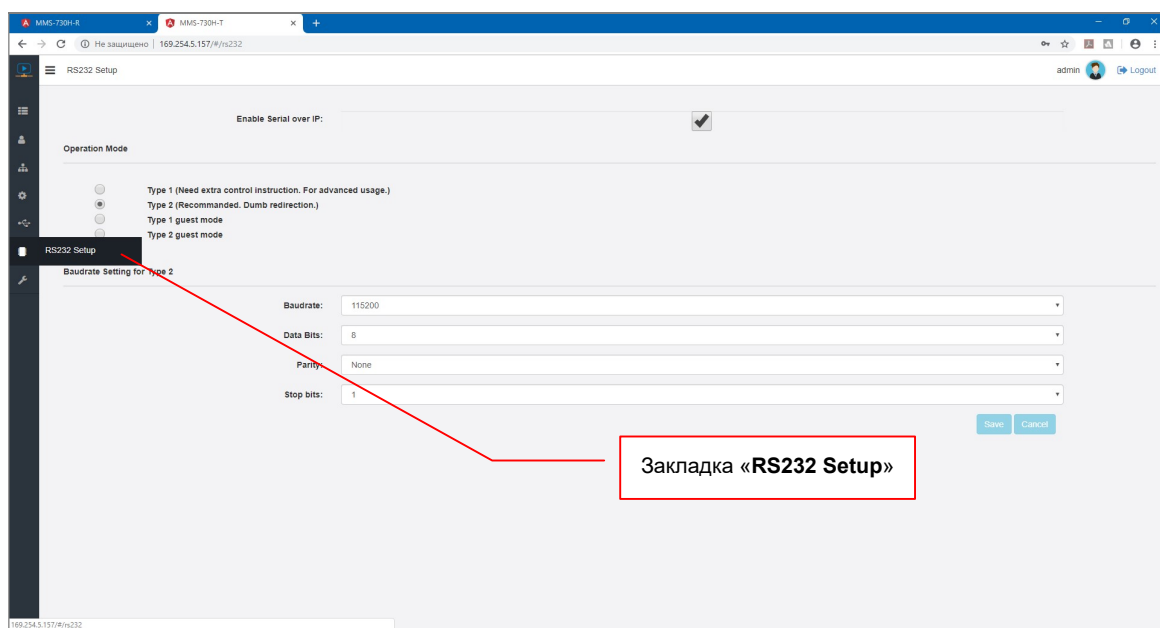 MMS-730H-R
MMS-730H-T
Не защищено | 169.254.5.157/#/rs232
RS232 Setup
admin
Logout
Enable Serial over IP:
Operation Mode
Type 1 (Need extra control instruction. For advanced usage.)
Type 2 (Recommanded. Dumb redirection.)
Type 1 guest mode
Type 2 guest mode
RS232 Setup
Baudrate Setting for Type 2
Baudrate: 115200
Data Bits: 8
Parity: None
Stop bits: 1
Save Cancel
Закладка «RS232 Setup»
169.254.5.157/#/rs232